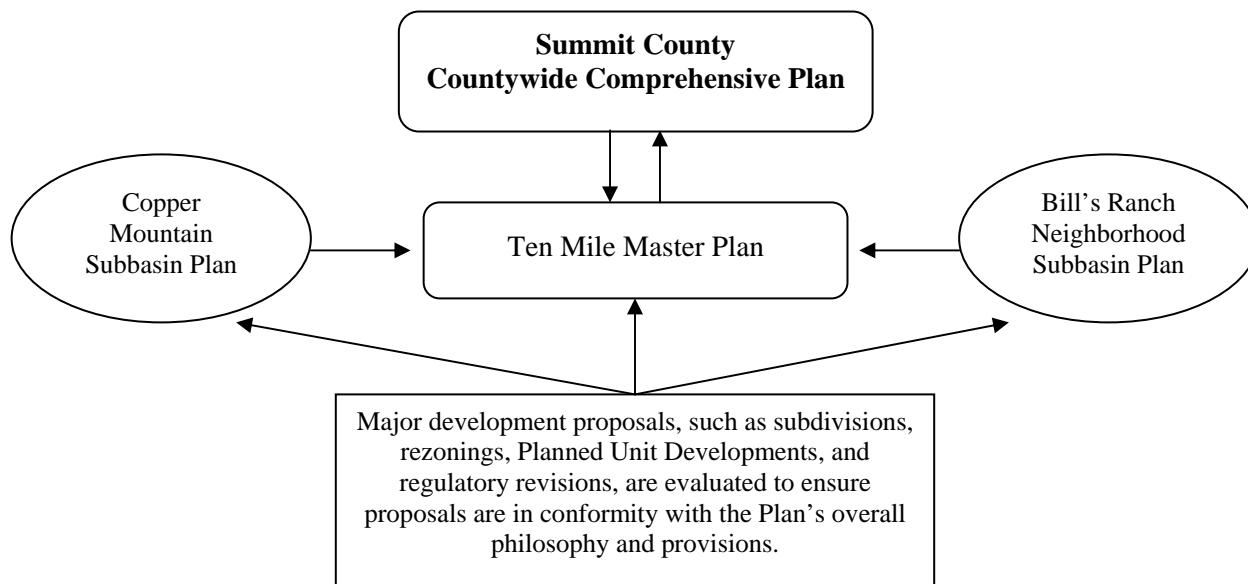 Summit County
Countywide Comprehensive Plan
Copper
Mountain
Subbasin Plan
Ten Mile Master Plan
Bill’s Ranch
Neighborhood
Subbasin Plan
Major development proposals, such as subdivisions,
rezonings, Planned Unit Developments, and
regulatory revisions, are evaluated to ensure
proposals are in conformity with the Plan’s overall
philosophy and provisions.